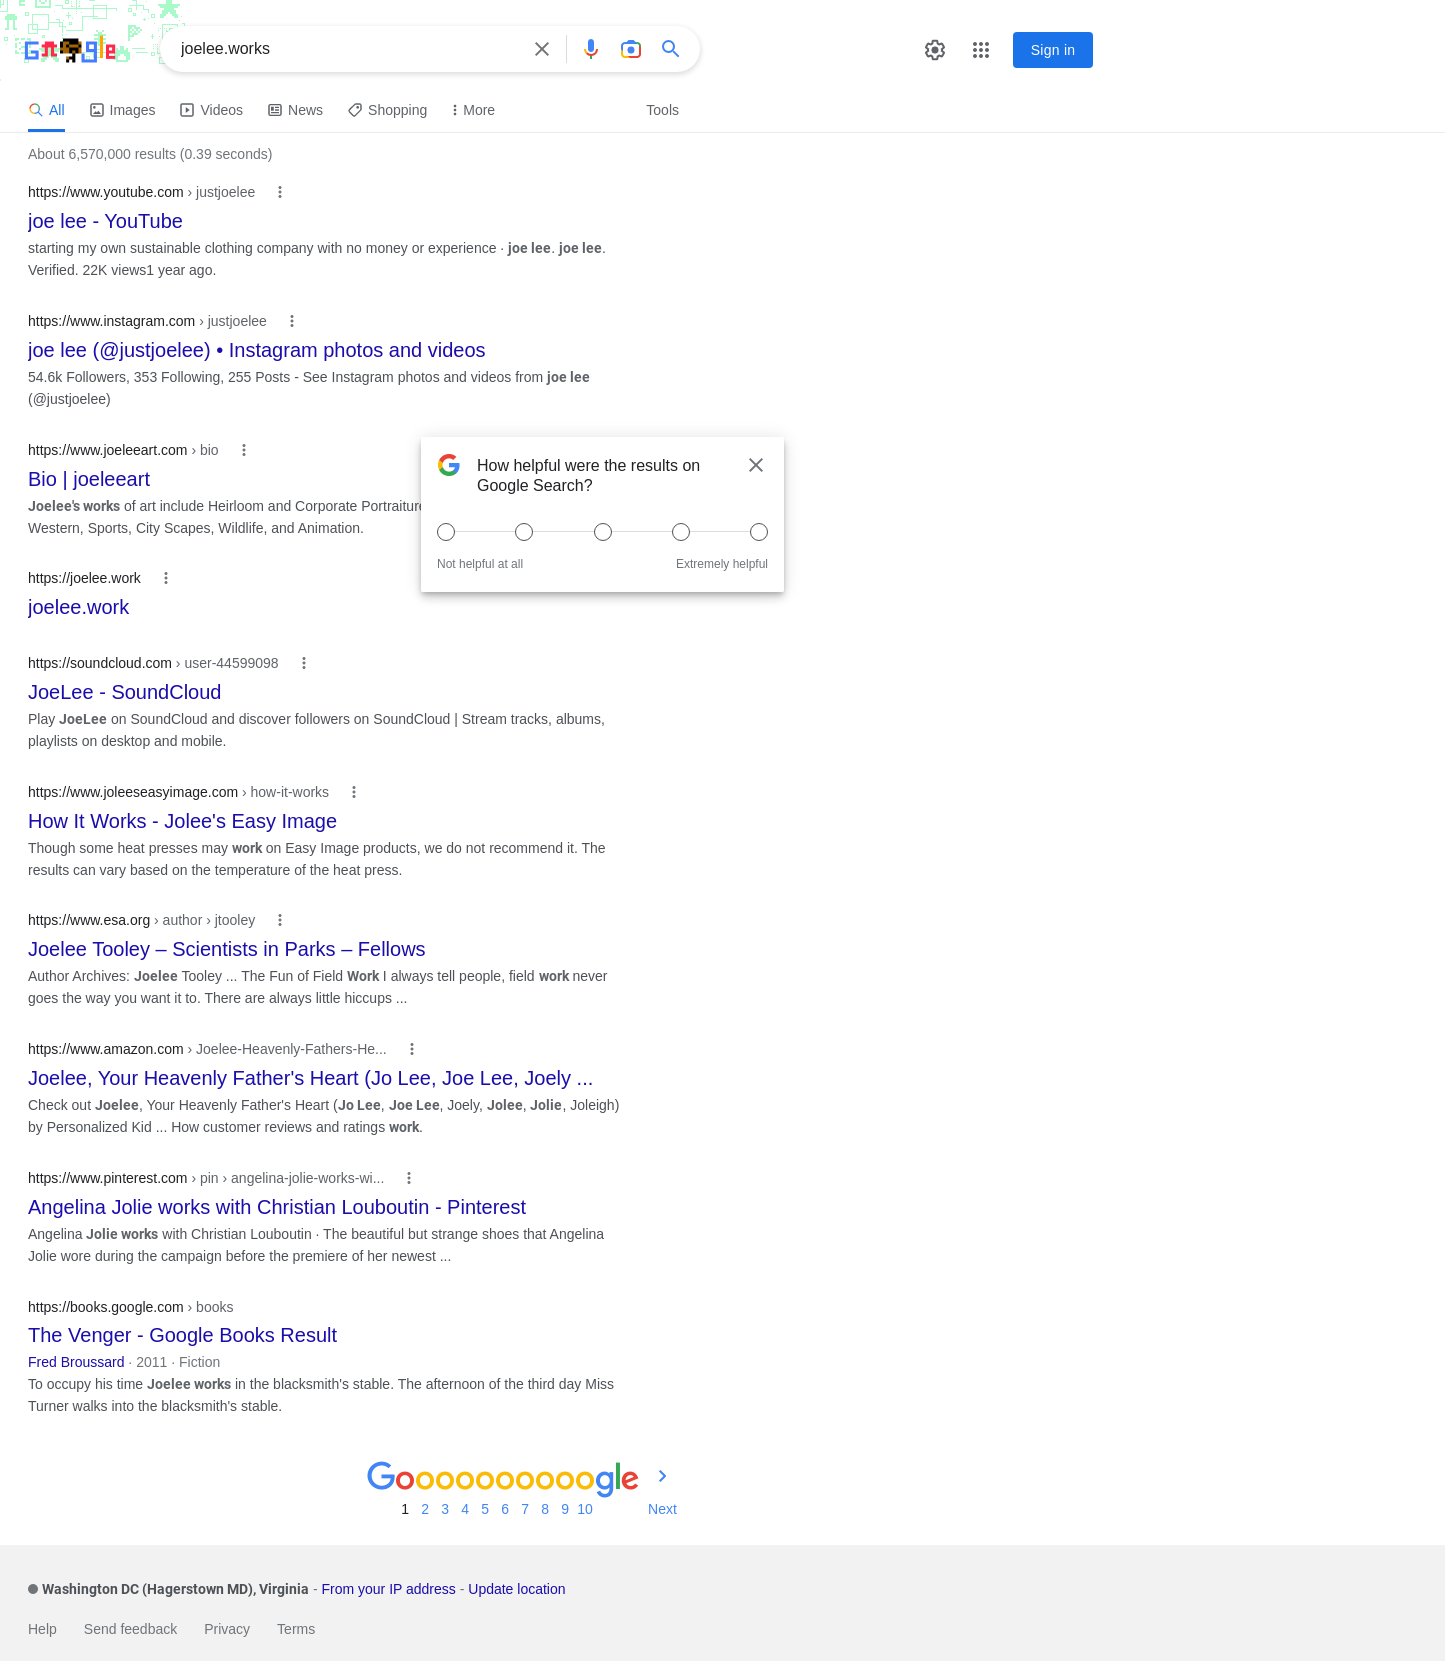 Google
joelee.works
Sign in
All Images Videos News Shopping More Tools
About 6,570,000 results (0.39 seconds)
https://www.youtube.com › justjoelee
joe lee - YouTube
starting my own sustainable clothing company with no money or experience · joe lee. joe lee.
Verified. 22K views1 year ago.
https://www.instagram.com › justjoelee
joe lee (@justjoelee) • Instagram photos and videos
54.6k Followers, 353 Following, 255 Posts - See Instagram photos and videos from joe lee
(@justjoelee)
https://www.joeleeart.com › bio
Bio | joeleeart
Joelee's works of art include Heirloom and Corporate Portraiture
Western, Sports, City Scapes, Wildlife, and Animation.
How helpful were the results on
Google Search?
Not helpful at all Extremely helpful
https://joelee.work
joelee.work
https://soundcloud.com › user-44599098
JoeLee - SoundCloud
Play JoeLee on SoundCloud and discover followers on SoundCloud | Stream tracks, albums,
playlists on desktop and mobile.
https://www.joleeseasyimage.com › how-it-works
How It Works - Jolee's Easy Image
Though some heat presses may work on Easy Image products, we do not recommend it. The
results can vary based on the temperature of the heat press.
https://www.esa.org › author › jtooley
Joelee Tooley – Scientists in Parks – Fellows
Author Archives: Joelee Tooley ... The Fun of Field Work I always tell people, field work never
goes the way you want it to. There are always little hiccups ...
https://www.amazon.com › Joelee-Heavenly-Fathers-He...
Joelee, Your Heavenly Father's Heart (Jo Lee, Joe Lee, Joely ...
Check out Joelee, Your Heavenly Father's Heart (Jo Lee, Joe Lee, Joely, Jolee, Jolie, Joleigh)
by Personalized Kid ... How customer reviews and ratings work.
https://www.pinterest.com › pin › angelina-jolie-works-wi...
Angelina Jolie works with Christian Louboutin - Pinterest
Angelina Jolie works with Christian Louboutin · The beautiful but strange shoes that Angelina
Jolie wore during the campaign before the premiere of her newest ...
https://books.google.com › books
The Venger - Google Books Result
Fred Broussard · 2011 · Fiction
To occupy his time Joelee works in the blacksmith's stable. The afternoon of the third day Miss
Turner walks into the blacksmith's stable.
Goooooooooogle
1 2 3 4 5 6 7 8 9 10 Next
Washington DC (Hagerstown MD), Virginia - From your IP address - Update location
Help Send feedback Privacy Terms